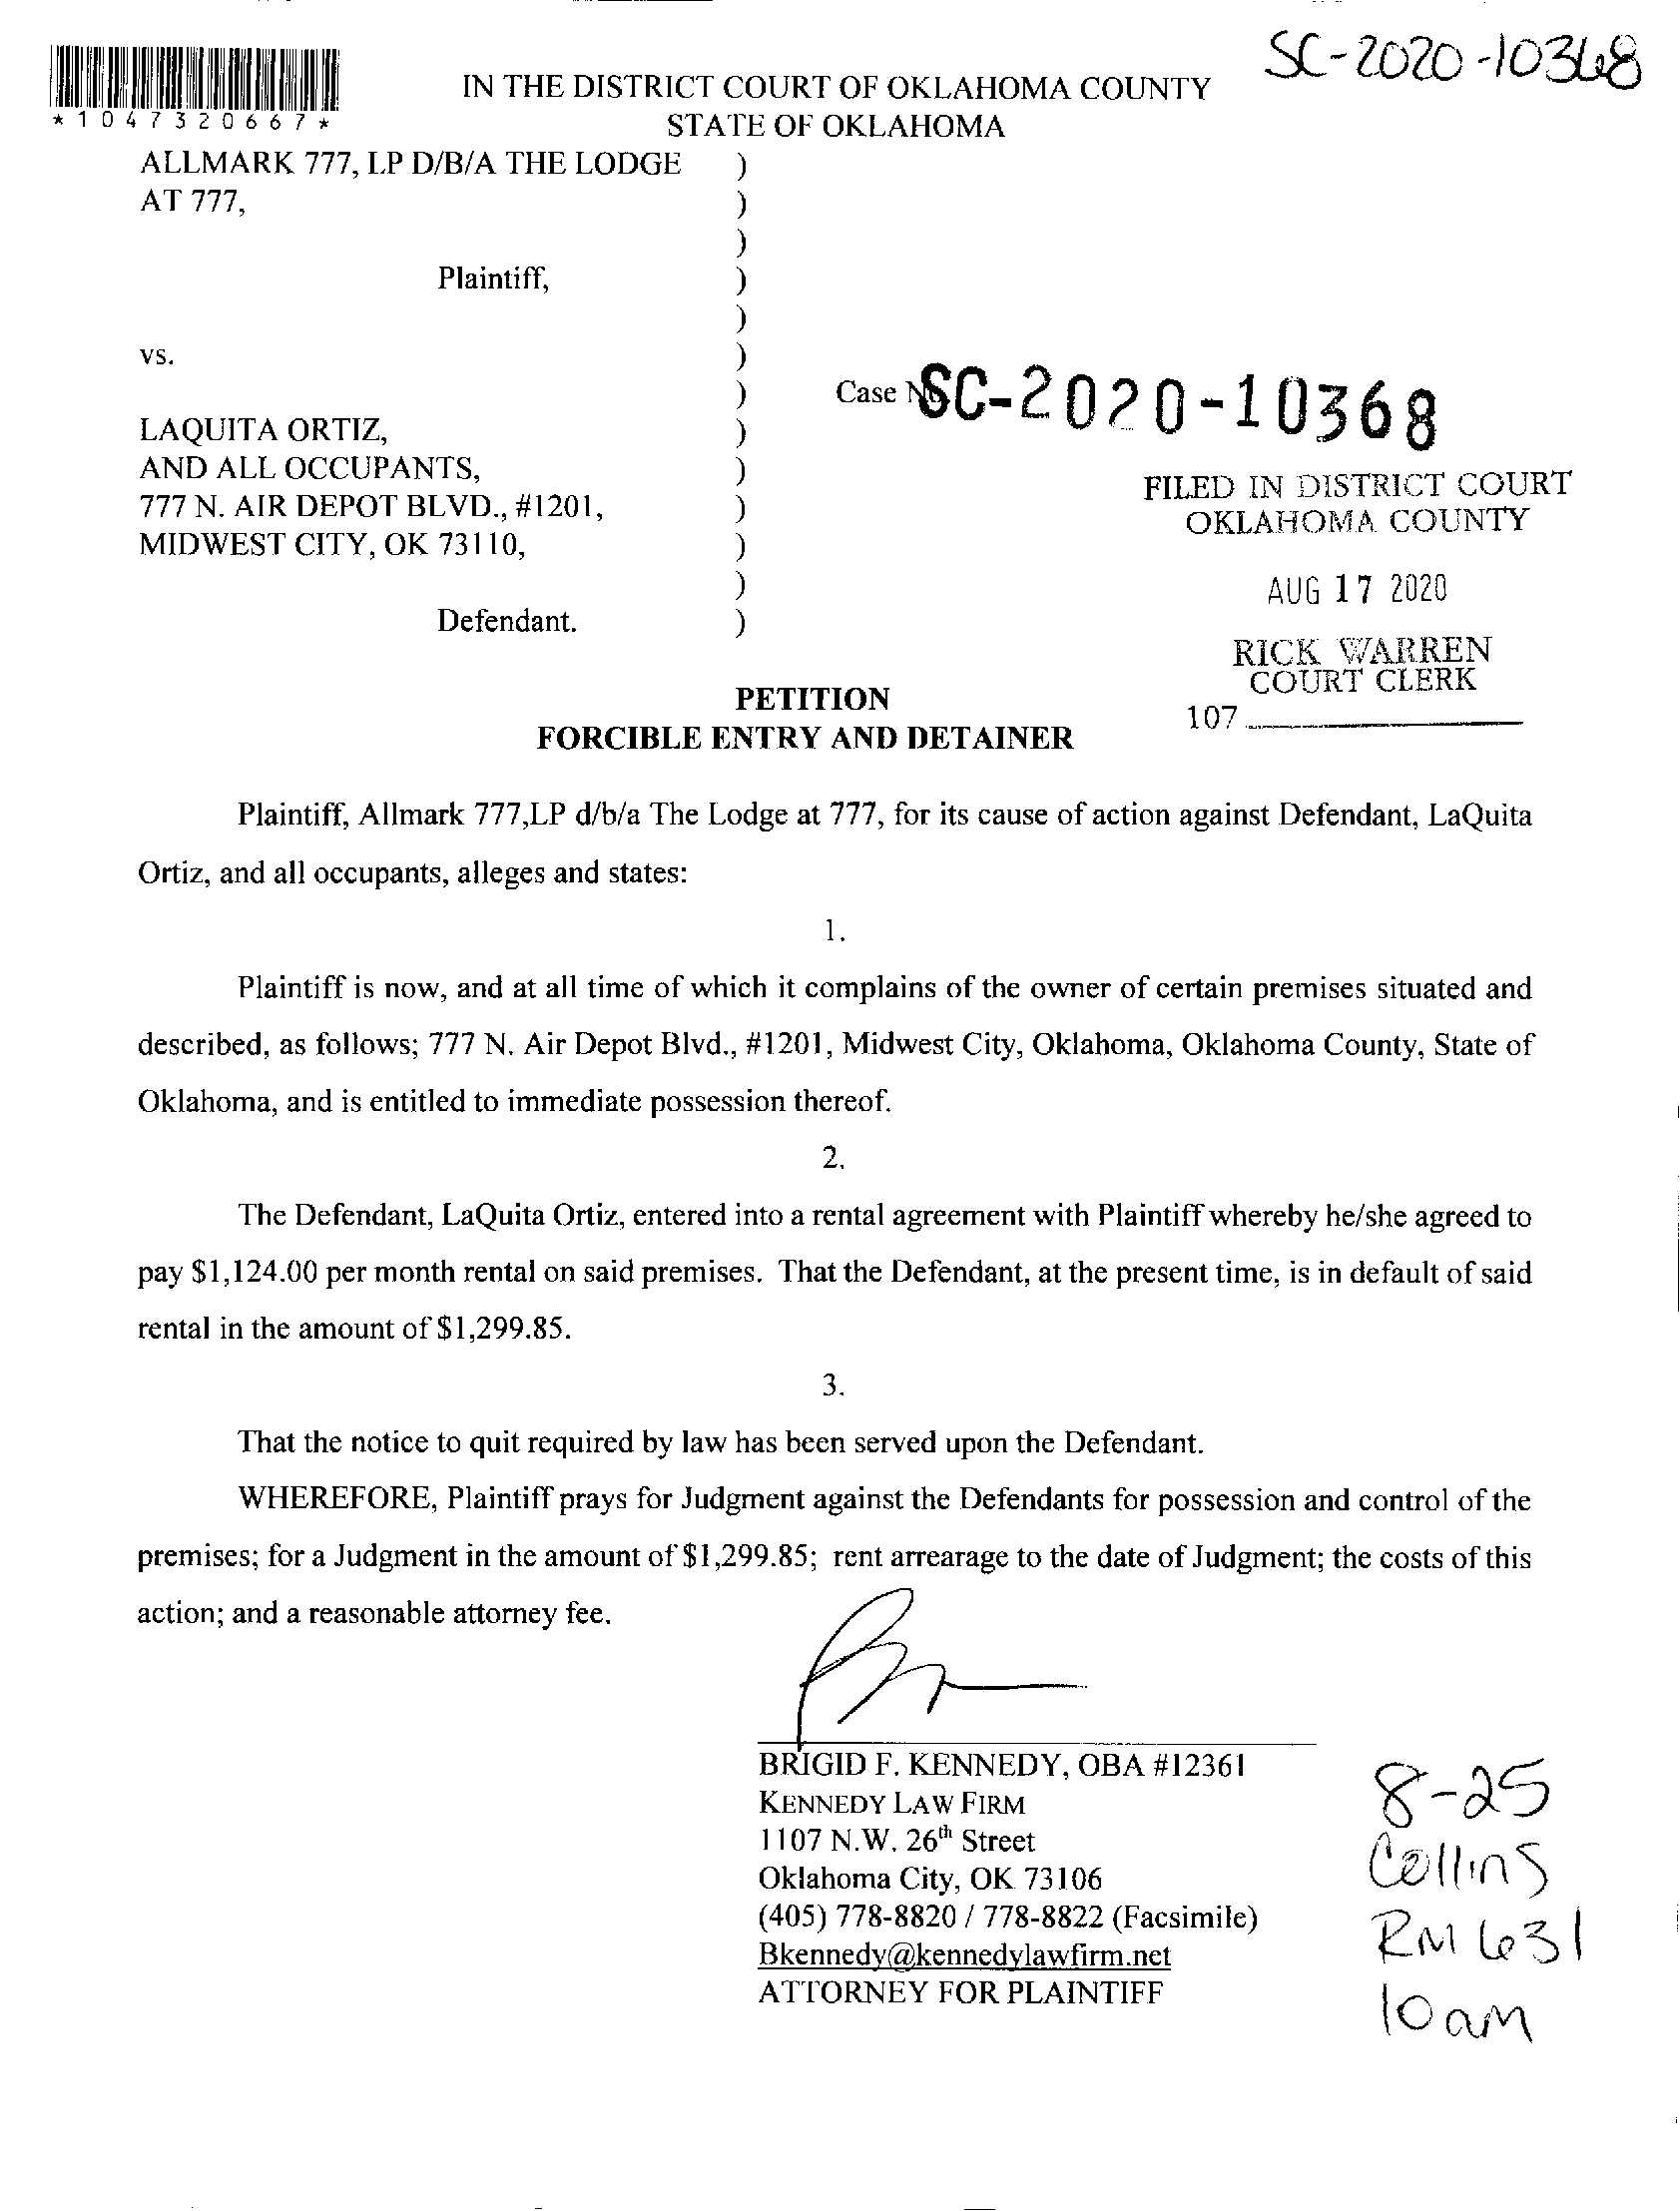 SC-2020-10368
*1047320667*
IN THE DISTRICT COURT OF OKLAHOMA COUNTY
STATE OF OKLAHOMA
ALLMARK 777, LP D/B/A THE LODGE )
AT 777, )
)
Plaintiff, )
)
vs. )
) Case No. SC-2020-10368
LAQUITA ORTIZ, )
AND ALL OCCUPANTS, )
777 N. AIR DEPOT BLVD., #1201, )
MIDWEST CITY, OK 73110, )
)
Defendant. )
FILED IN DISTRICT COURT
OKLAHOMA COUNTY
AUG 17 2020
RICK WARREN
COURT CLERK
107
PETITION
FORCIBLE ENTRY AND DETAINER
Plaintiff, Allmark 777,LP d/b/a The Lodge at 777, for its cause of action against Defendant, LaQuita
Ortiz, and all occupants, alleges and states:
1.
Plaintiff is now, and at all time of which it complains of the owner of certain premises situated and
described, as follows; 777 N. Air Depot Blvd., #1201, Midwest City, Oklahoma, Oklahoma County, State of
Oklahoma, and is entitled to immediate possession thereof.
2.
The Defendant, LaQuita Ortiz, entered into a rental agreement with Plaintiff whereby he/she agreed to
pay $1,124.00 per month rental on said premises. That the Defendant, at the present time, is in default of said
rental in the amount of $1,299.85.
3.
That the notice to quit required by law has been served upon the Defendant.
WHEREFORE, Plaintiff prays for Judgment against the Defendants for possession and control of the
premises; for a Judgment in the amount of $1,299.85; rent arrearage to the date of Judgment; the costs of this
action; and a reasonable attorney fee.
BRIGID F. KENNEDY, OBA #12361
KENNEDY LAW FIRM
1107 N.W. 26th Street
Oklahoma City, OK 73106
(405) 778-8820 / 778-8822 (Facsimile)
Bkennedy@kennedylawfirm.net
ATTORNEY FOR PLAINTIFF
8-25
Collins
RM 631
10 am